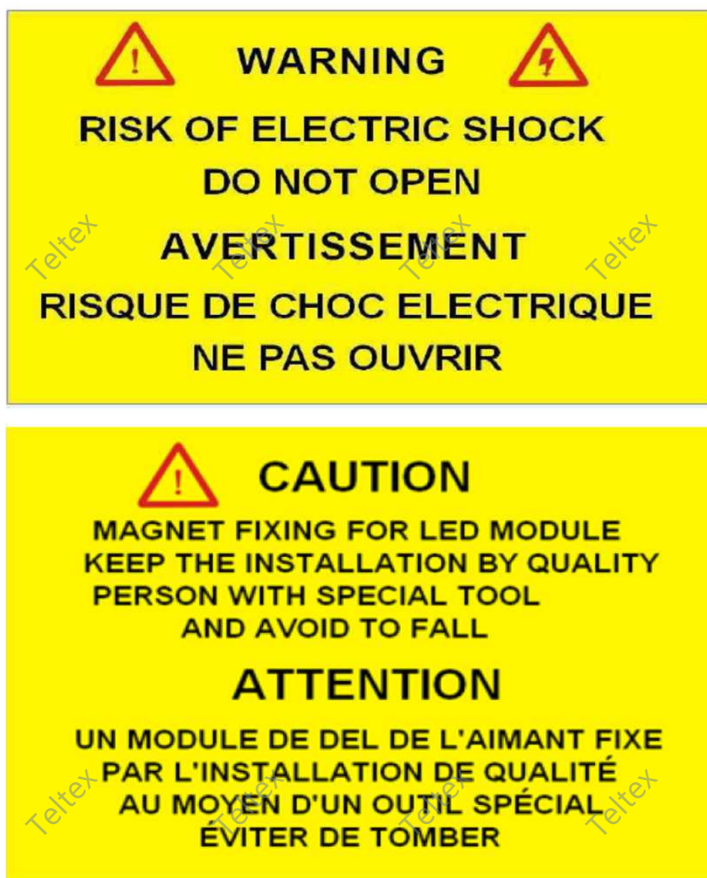 WARNING
RISK OF ELECTRIC SHOCK
DO NOT OPEN
AVERTISSEMENT
RISQUE DE CHOC ELECTRIQUE
NE PAS OUVRIR
Teltex Teltex Teltex Teltex
CAUTION
MAGNET FIXING FOR LED MODULE
KEEP THE INSTALLATION BY QUALITY
PERSON WITH SPECIAL TOOL
AND AVOID TO FALL
ATTENTION
UN MODULE DE DEL DE L'AIMANT FIXE
PAR L'INSTALLATION DE QUALITÉ
AU MOYEN D'UN OUTIL SPÉCIAL
ÉVITER DE TOMBER
Teltex Teltex Teltex Teltex